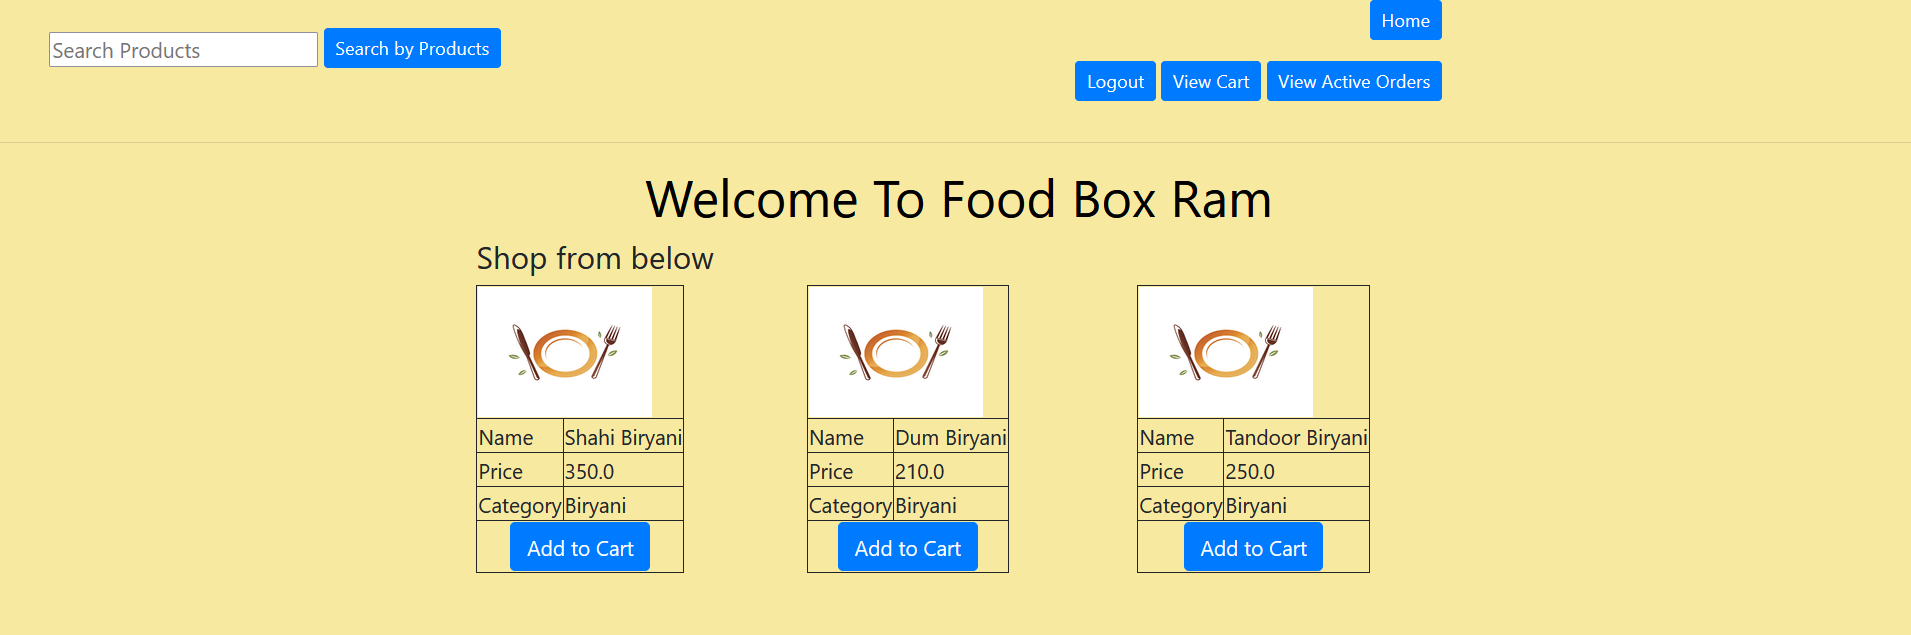 Home
Search Products Search by Products
Logout View Cart View Active Orders
Welcome To Food Box Ram
Shop from below
Name Shahi Biryani Name Dum Biryani Name Tandoor Biryani
Price 350.0 Price 210.0 Price 250.0
Category Biryani Category Biryani Category Biryani
Add to Cart Add to Cart Add to Cart